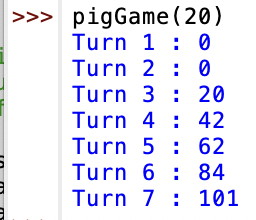 >>> pigGame(20)
Turn 1 : 0
Turn 2 : 0
Turn 3 : 20
Turn 4 : 42
Turn 5 : 62
Turn 6 : 84
Turn 7 : 101